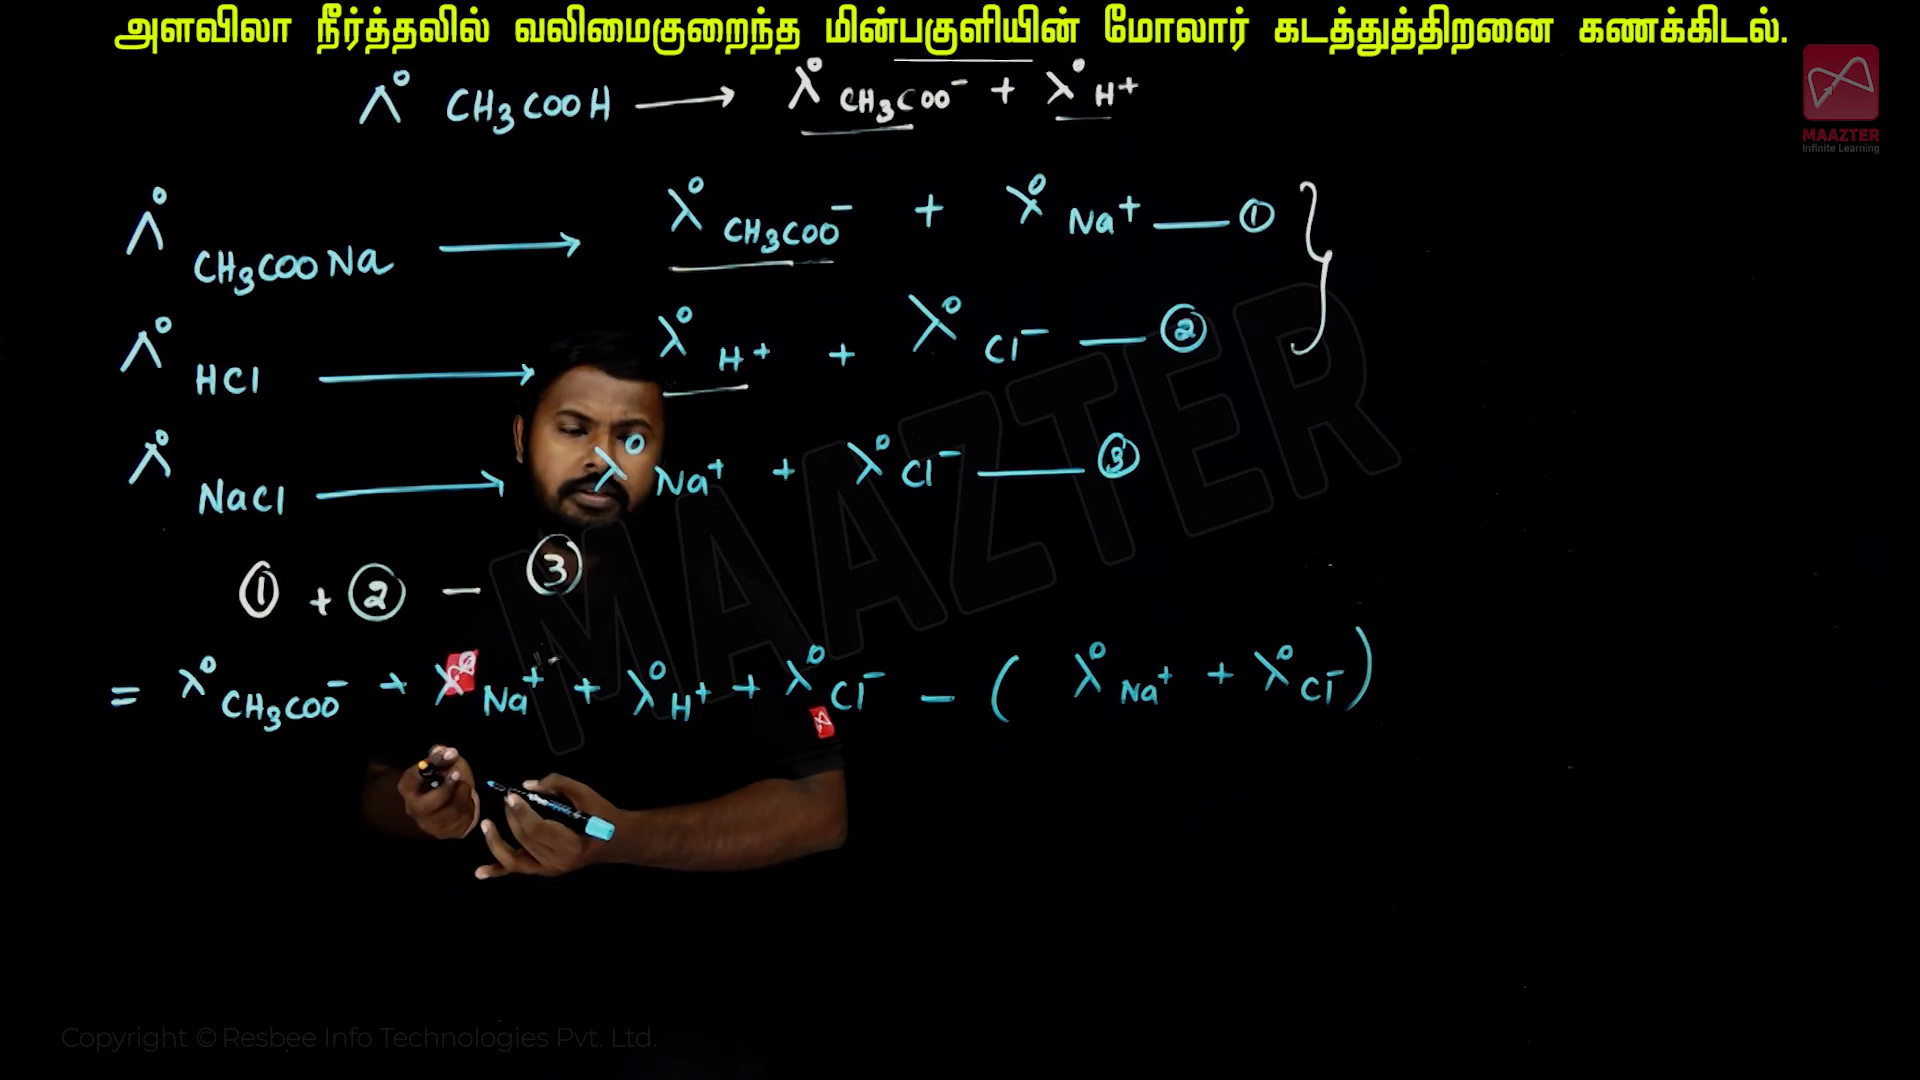 அளவிலா நீர்த்தலில் வலிமைகுறைந்த மின்பகுளியின் மோலார் கடத்துத்திறனை கணக்கிடல்.
Λ° CH₃COOH ⟶ λ° CH₃COO⁻ + λ° H⁺
MAAZTER
Infinite Learning
Λ° CH₃COONa ⟶ λ° CH₃COO⁻ + λ° Na⁺ — ①
Λ° HCl ⟶ λ° H⁺ + λ° Cl⁻ — ②
Λ° NaCl ⟶ λ° Na⁺ + λ° Cl⁻ — ③
① + ② − ③
= λ° CH₃COO⁻ + λ° Na⁺ + λ° H⁺ + λ° Cl⁻ − ( λ° Na⁺ + λ° Cl⁻ )
MAAZTER
Copyright © Resbee Info Technologies Pvt. Ltd.